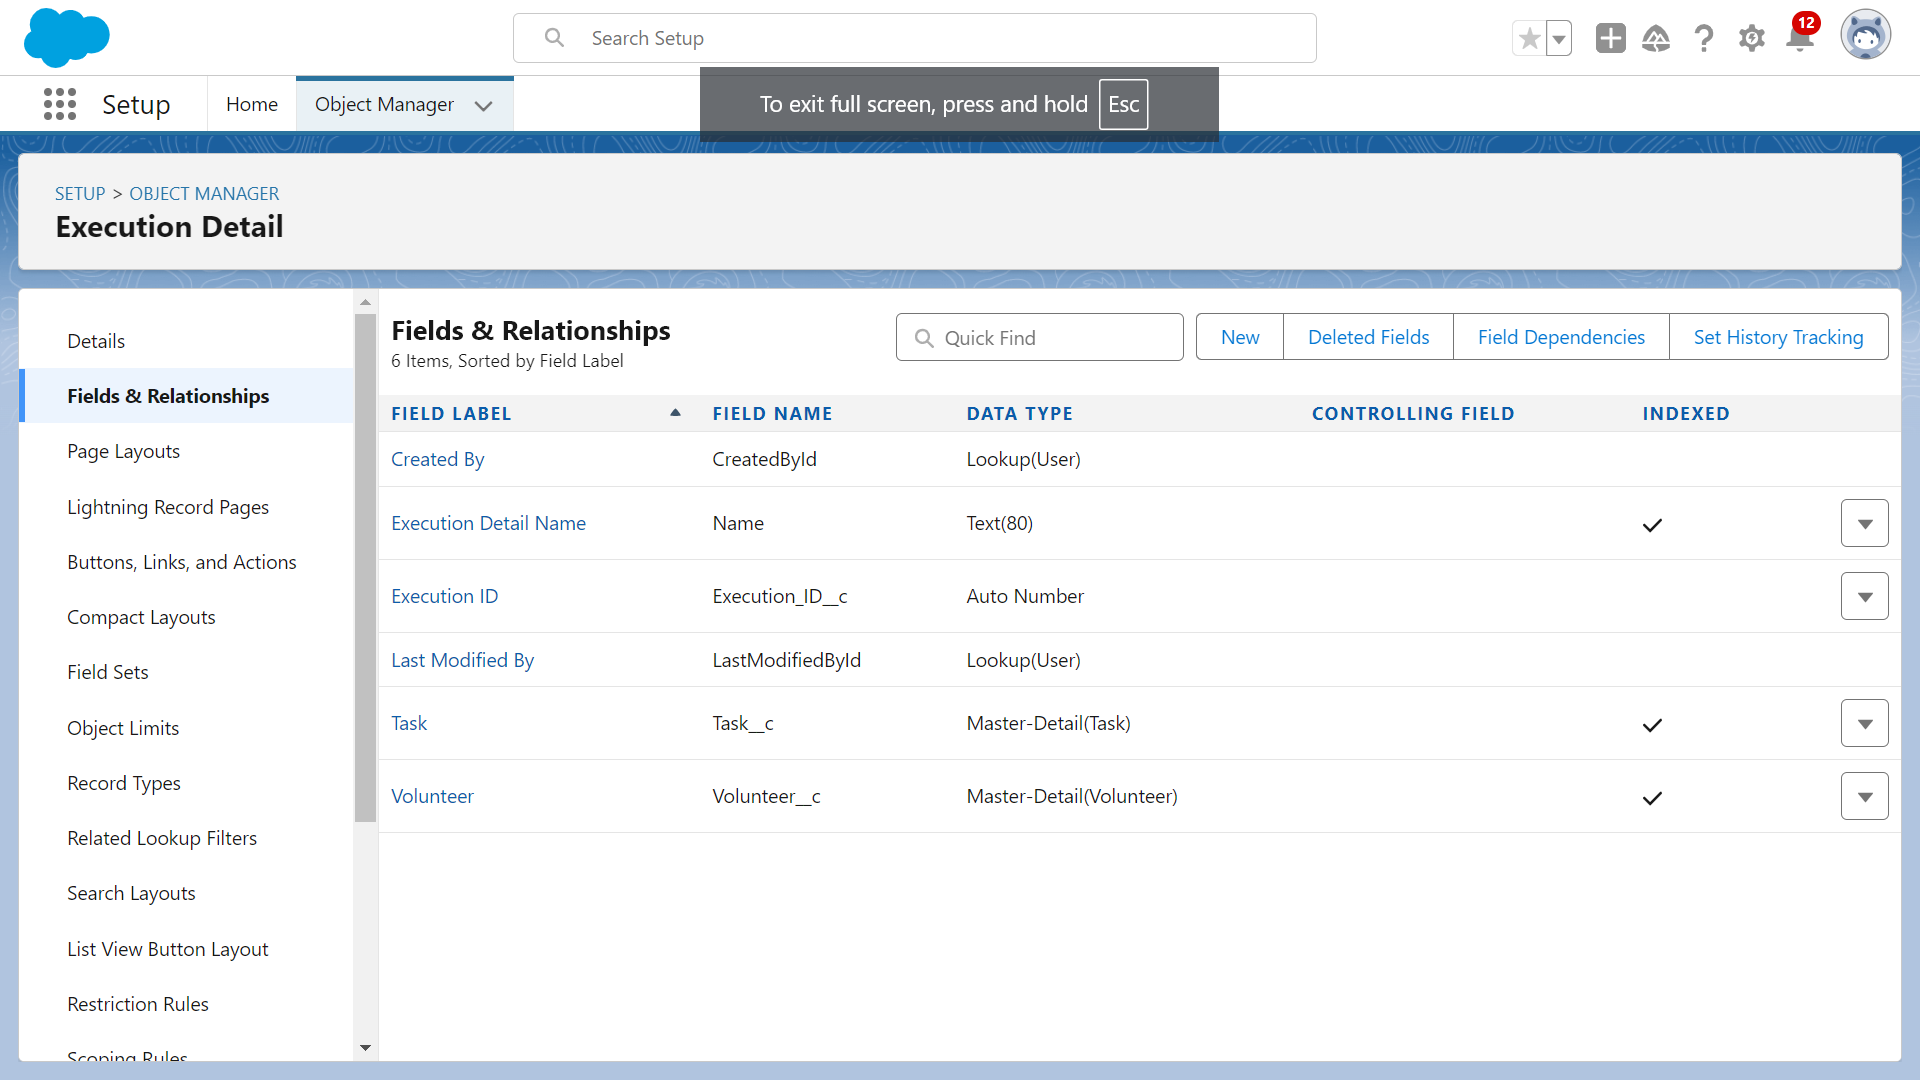 Search Setup
12
To exit full screen, press and hold Esc
Setup
Home
Object Manager
SETUP > OBJECT MANAGER
Execution Detail
Details
Fields & Relationships
Page Layouts
Lightning Record Pages
Buttons, Links, and Actions
Compact Layouts
Field Sets
Object Limits
Record Types
Related Lookup Filters
Search Layouts
List View Button Layout
Restriction Rules
Scoping Rules
Fields & Relationships
6 Items, Sorted by Field Label
Quick Find
New
Deleted Fields
Field Dependencies
Set History Tracking
FIELD LABEL FIELD NAME DATA TYPE CONTROLLING FIELD INDEXED
Created By CreatedById Lookup(User)
Execution Detail Name Name Text(80)
Execution ID Execution_ID__c Auto Number
Last Modified By LastModifiedById Lookup(User)
Task Task__c Master-Detail(Task)
Volunteer Volunteer__c Master-Detail(Volunteer)